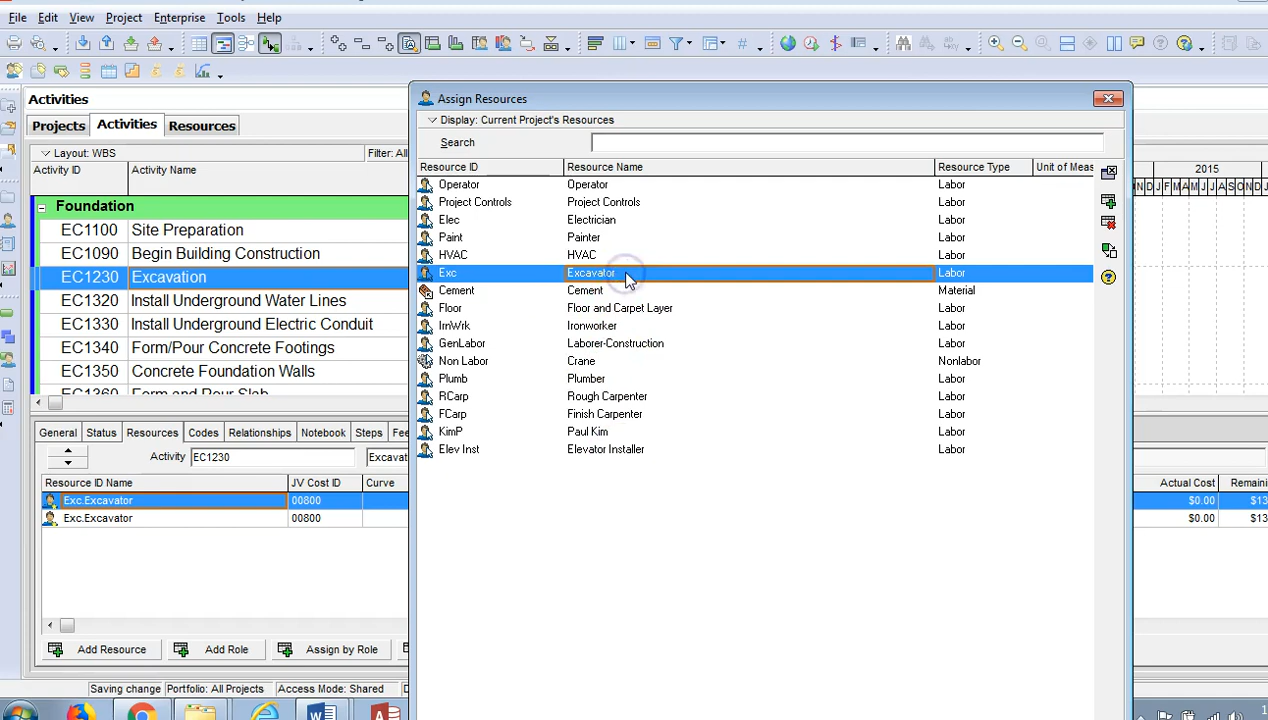 File Edit View Project Enterprise Tools Help
Activities
Projects Activities Resources
Layout: WBS Filter: All
Activity ID Activity Name
Foundation
EC1100 Site Preparation
EC1090 Begin Building Construction
EC1230 Excavation
EC1320 Install Underground Water Lines
EC1330 Install Underground Electric Conduit
EC1340 Form/Pour Concrete Footings
EC1350 Concrete Foundation Walls
EC1360 Form and Pour Slab
General Status Resources Codes Relationships Notebook Steps Fee
Activity EC1230 Excavat
Resource ID Name JV Cost ID Curve
Exc.Excavator 00800
Exc.Excavator 00800
Add Resource Add Role Assign by Role
Saving change Portfolio: All Projects Access Mode: Shared
Assign Resources
Display: Current Project's Resources
Search
Resource ID Resource Name Resource Type Unit of Meas
Operator Operator Labor
Project Controls Project Controls Labor
Elec Electrician Labor
Paint Painter Labor
HVAC HVAC Labor
Exc Excavator Labor
Cement Cement Material
Floor Floor and Carpet Layer Labor
IrnWrk Ironworker Labor
GenLabor Laborer-Construction Labor
Non Labor Crane Nonlabor
Plumb Plumber Labor
RCarp Rough Carpenter Labor
FCarp Finish Carpenter Labor
KimP Paul Kim Labor
Elev Inst Elevator Installer Labor
2015
N D J F M A M J J A S O N D J
Actual Cost Remaini
$0.00 $13
$0.00 $13